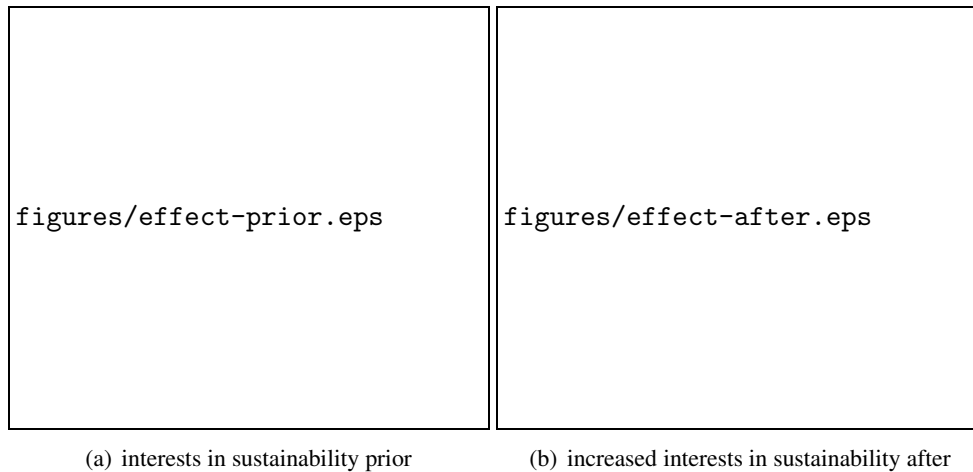 figures/effect-prior.eps
figures/effect-after.eps
(a) interests in sustainability prior
(b) increased interests in sustainability after